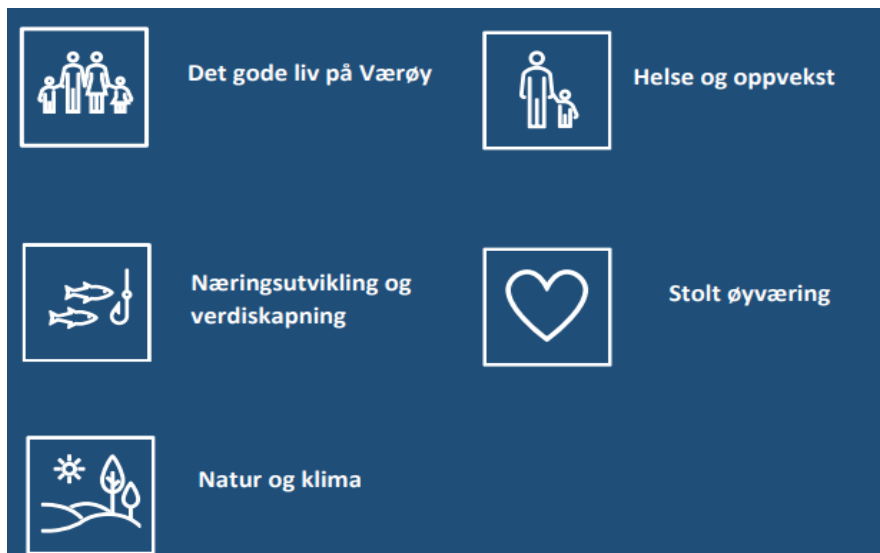 Det gode liv på Værøy
Helse og oppvekst
Næringsutvikling og
verdiskapning
Stolt øyværing
Natur og klima